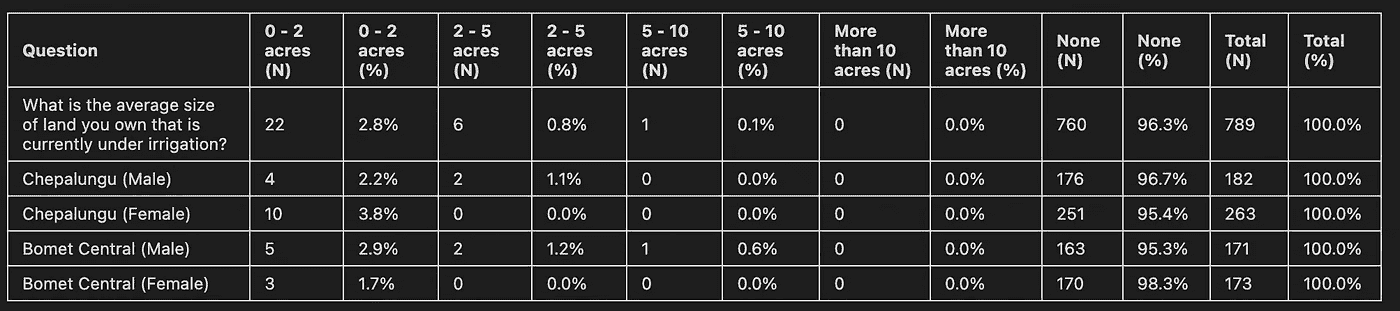 Question | 0 - 2 acres (N) | 0 - 2 acres (%) | 2 - 5 acres (N) | 2 - 5 acres (%) | 5 - 10 acres (N) | 5 - 10 acres (%) | More than 10 acres (N) | More than 10 acres (%) | None (N) | None (%) | Total (N) | Total (%)
What is the average size of land you own that is currently under irrigation? | 22 | 2.8% | 6 | 0.8% | 1 | 0.1% | 0 | 0.0% | 760 | 96.3% | 789 | 100.0%
Chepalungu (Male) | 4 | 2.2% | 2 | 1.1% | 0 | 0.0% | 0 | 0.0% | 176 | 96.7% | 182 | 100.0%
Chepalungu (Female) | 10 | 3.8% | 0 | 0.0% | 0 | 0.0% | 0 | 0.0% | 251 | 95.4% | 263 | 100.0%
Bomet Central (Male) | 5 | 2.9% | 2 | 1.2% | 1 | 0.6% | 0 | 0.0% | 163 | 95.3% | 171 | 100.0%
Bomet Central (Female) | 3 | 1.7% | 0 | 0.0% | 0 | 0.0% | 0 | 0.0% | 170 | 98.3% | 173 | 100.0%